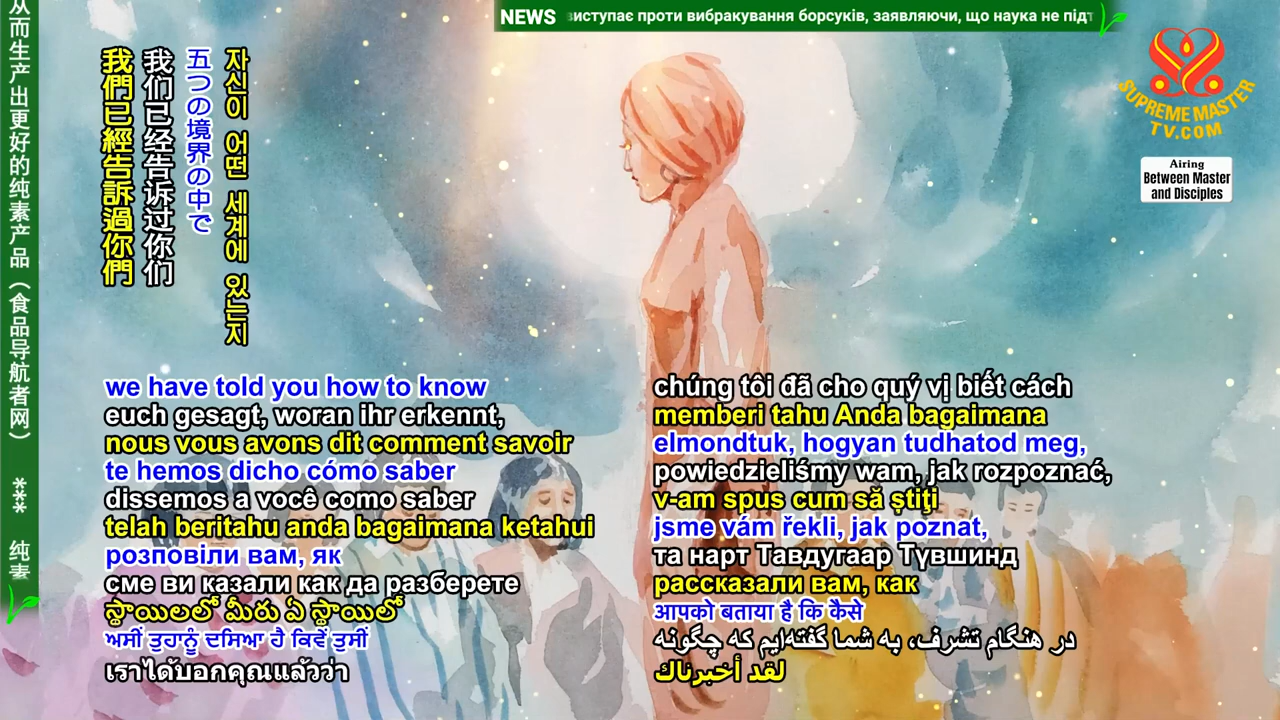 NEWS виступає проти вибракування борсуків, заявляючи, що наука не підт
SUPREME MASTER
TV.COM
Airing
Between Master
and Disciples
从而生产出更好的纯素产品（食品导航者网） *** 纯素
我們已經告訴過你們
我们已经告诉过你们
五つの境界の中で
자신이 어떤 세계에 있는지
we have told you how to know
euch gesagt, woran ihr erkennt,
nous vous avons dit comment savoir
te hemos dicho cómo saber
dissemos a você como saber
telah beritahu anda bagaimana ketahui
розповіли вам, як
сме ви казали как да разберете
స్థాయిలలో మీరు ఏ స్థాయిలో
ਅਸੀਂ ਤੁਹਾਨੂੰ ਦਸਿਆ ਹੈ ਕਿਵੇਂ ਤੁਸੀਂ
เราได้บอกคุณแล้วว่า
chúng tôi đã cho quý vị biết cách
memberi tahu Anda bagaimana
elmondtuk, hogyan tudhatod meg,
powiedzieliśmy wam, jak rozpoznać,
v-am spus cum să ştiţi
jsme vám řekli, jak poznat,
та нарт Тавдугаар Түвшинд
рассказали вам, как
आपको बताया है कि कैसे
در هنگام تشرف، به شما گفته‌ایم که چگونه
لقد أخبرناك